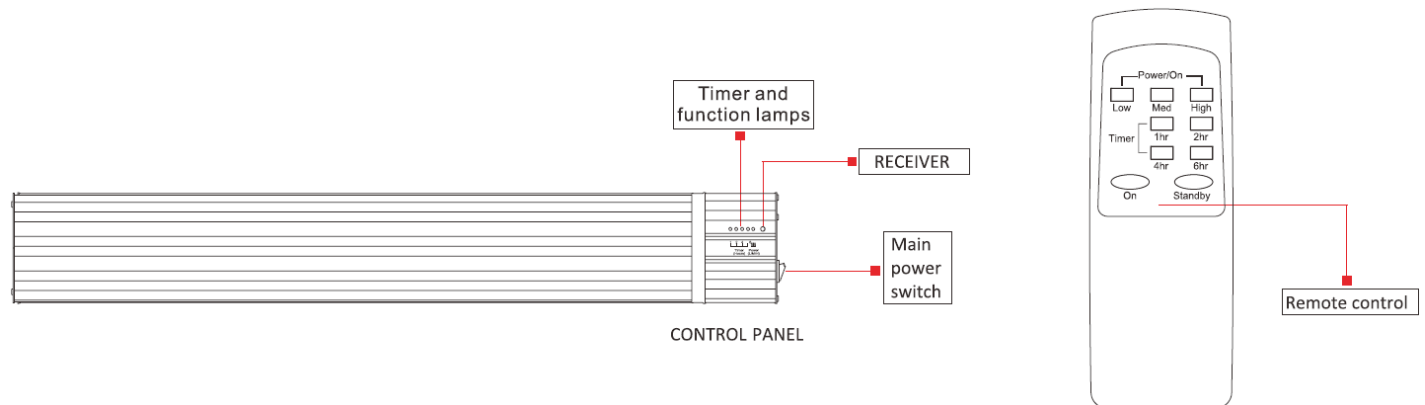 Timer and
function lamps
RECEIVER
Main
power
switch
CONTROL PANEL
Power/On
Low Med High
Timer
1hr 2hr
4hr 6hr
On Standby
Remote control